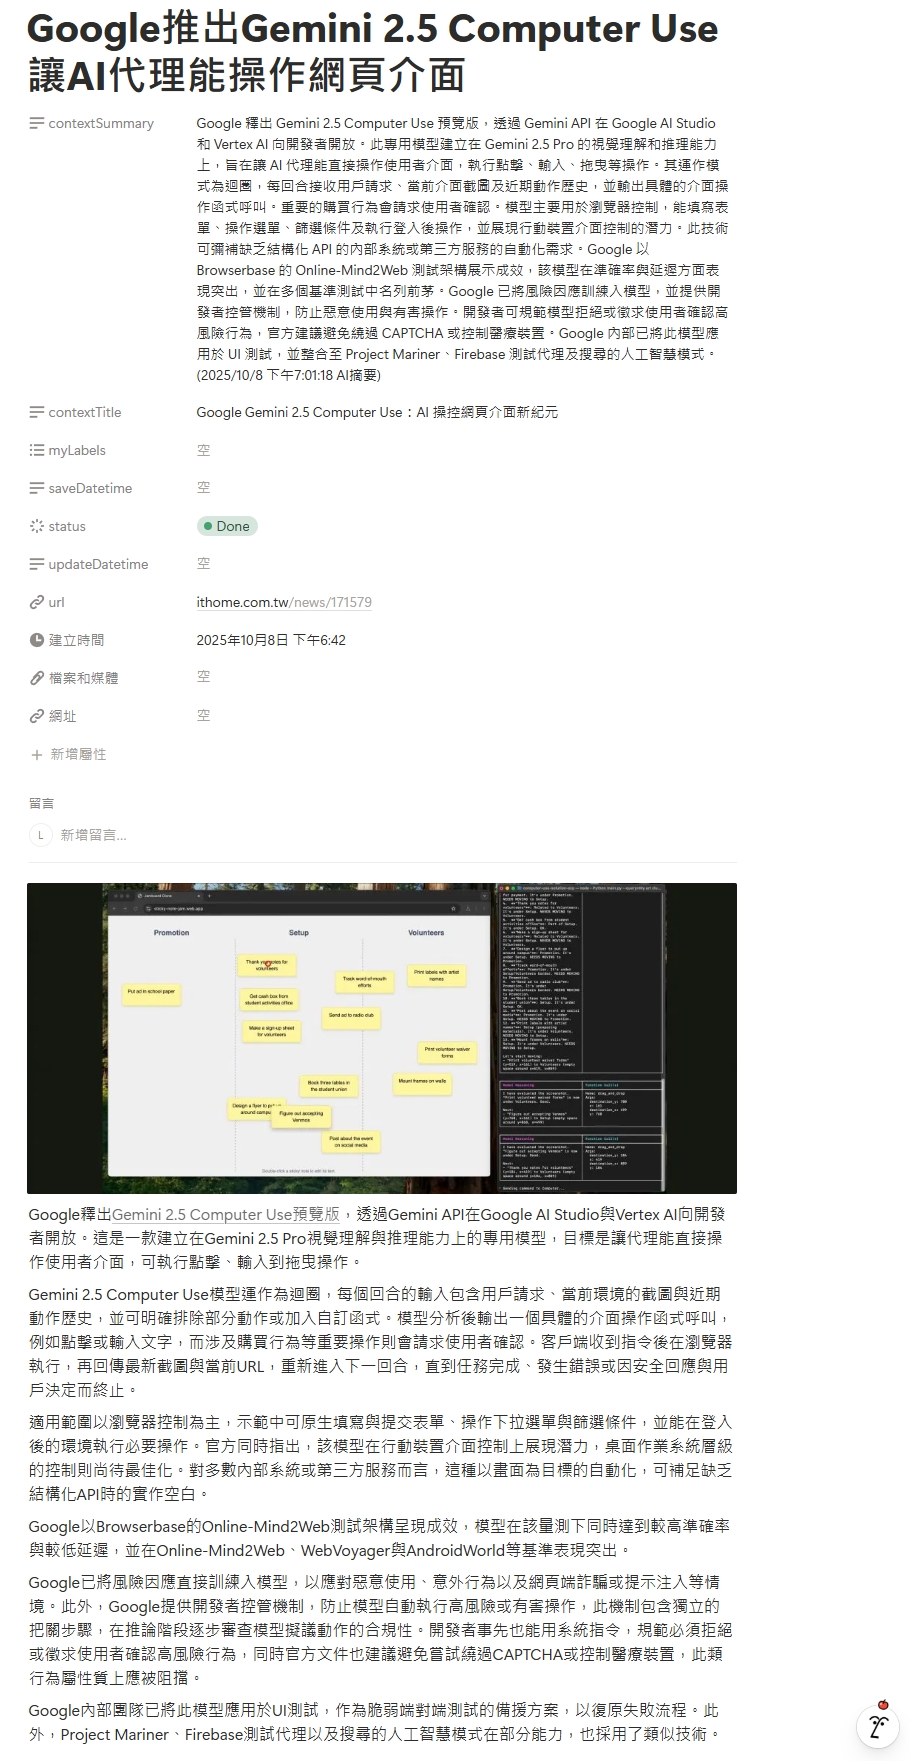 Google推出Gemini 2.5 Computer Use
讓AI代理能操作網頁介面
contextSummary
Google 釋出 Gemini 2.5 Computer Use 預覽版，透過 Gemini API 在 Google AI Studio
和 Vertex AI 向開發者開放。此專用模型建立在 Gemini 2.5 Pro 的視覺理解和推理能力
上，旨在讓 AI 代理能直接操作使用者介面，執行點擊、輸入、拖曳等操作。其運作模
式為迴圈，每回合接收用戶請求、當前介面截圖及近期動作歷史，並輸出具體的介面操
作函式呼叫。重要的購買行為會請求使用者確認。模型主要用於瀏覽器控制，能填寫表
單、操作選單、篩選條件及執行登入後操作，並展現行動裝置介面控制的潛力。此技術
可彌補缺乏結構化 API 的內部系統或第三方服務的自動化需求。Google 以
Browserbase 的 Online-Mind2Web 測試架構展示成效，該模型在準確率與延遲方面表
現突出，並在多個基準測試中名列前茅。Google 已將風險因應訓練入模型，並提供開
發者控管機制，防止惡意使用與有害操作。開發者可規範模型拒絕或徵求使用者確認高
風險行為，官方建議避免繞過 CAPTCHA 或控制醫療裝置。Google 內部已將此模型應
用於 UI 測試，並整合至 Project Mariner、Firebase 測試代理及搜尋的人工智慧模式。
(2025/10/8 下午7:01:18 AI摘要)
contextTitle
Google Gemini 2.5 Computer Use：AI 操控網頁介面新紀元
myLabels
空
saveDatetime
空
status
Done
updateDatetime
空
url
ithome.com.tw/news/171579
建立時間
2025年10月8日 下午6:42
檔案和媒體
空
網址
空
新增屬性
留言
L
新增留言...
Promotion
Setup
Volunteers
Put ad in school paper
Get cash box from
student activities office
Make a sign-up sheet
for volunteers
Track word-of-mouth
efforts
Send ad to radio club
Print labels with artist
names
Print volunteer waiver
forms
Mount frames on walls
Book three tables in
the student union
Figure out accepting
Venmos
Post about the event
on social media
Google釋出Gemini 2.5 Computer Use預覽版，透過Gemini API在Google AI Studio與Vertex AI向開發
者開放。這是一款建立在Gemini 2.5 Pro視覺理解與推理能力上的專用模型，目標是讓代理能直接操
作使用者介面，可執行點擊、輸入到拖曳操作。
Gemini 2.5 Computer Use模型運作為迴圈，每個回合的輸入包含用戶請求、當前環境的截圖與近期
動作歷史，並可明確排除部分動作或加入自訂函式。模型分析後輸出一個具體的介面操作函式呼叫，
例如點擊或輸入文字，而涉及購買行為等重要操作則會請求使用者確認。客戶端收到指令後在瀏覽器
執行，再回傳最新截圖與當前URL，重新進入下一回合，直到任務完成、發生錯誤或因安全回應與用
戶決定而終止。
適用範圍以瀏覽器控制為主，示範中可原生填寫與提交表單、操作下拉選單與篩選條件，並能在登入
後的環境執行必要操作。官方同時指出，該模型在行動裝置介面控制上展現潛力，桌面作業系統層級
的控制則尚待最佳化。對多數內部系統或第三方服務而言，這種以畫面為目標的自動化，可補足缺乏
結構化API時的實作空白。
Google以Browserbase的Online-Mind2Web測試架構呈現成效，模型在該量測下同時達到較高準確率
與較低延遲，並在Online-Mind2Web、WebVoyager與AndroidWorld等基準表現突出。
Google已將風險因應直接訓練入模型，以應對惡意使用、意外行為以及網頁端詐騙或提示注入等情
境。此外，Google提供開發者控管機制，防止模型自動執行高風險或有害操作，此機制包含獨立的
把關步驟，在推論階段逐步審查模型擬議動作的合規性。開發者事先也能用系統指令，規範必須拒絕
或徵求使用者確認高風險行為，同時官方文件也建議避免嘗試繞過CAPTCHA或控制醫療裝置，此類
行為屬性質上應被阻擋。
Google內部團隊已將此模型應用於UI測試，作為脆弱端對端測試的備援方案，以復原失敗流程。此
外，Project Mariner、Firebase測試代理以及搜尋的人工智慧模式在部分能力，也採用了類似技術。